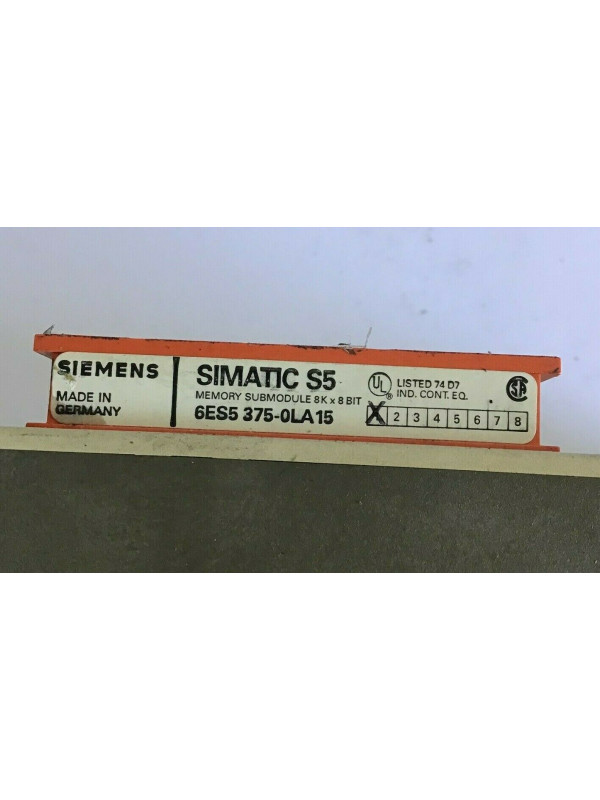 SIEMENS
MADE IN
GERMANY
SIMATIC S5
MEMORY SUBMODULE 8K x 8 BIT
6ES5 375-0LA15
UL
®
LISTED 74 D7
IND. CONT. EQ.
X 2 3 4 5 6 7 8
SA